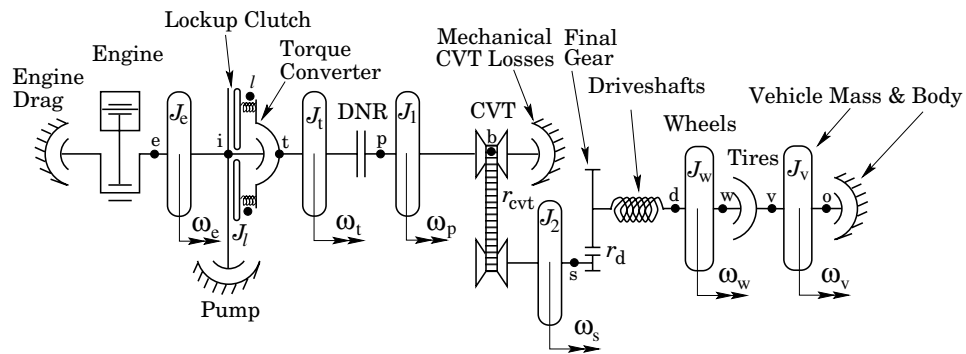 Lockup Clutch
Engine
Engine
Drag
l
Torque
Converter
DNR
Mechanical
CVT Losses
CVT
Final
Gear
Driveshafts
Vehicle Mass & Body
Wheels
Tires
J_e
J_t
J_1
J_w
J_v
e
i
t
p
b
r_cvt
J_2
d
w
v
o
r_d
s
J_l
ω_e
ω_t
ω_p
ω_w
ω_v
Pump
ω_s